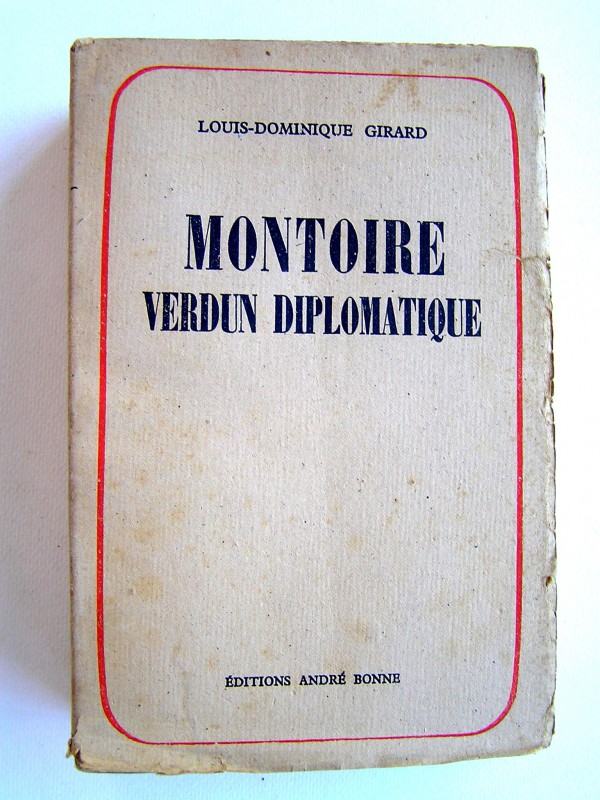 LOUIS-DOMINIQUE GIRARD
MONTOIRE
VERDUN DIPLOMATIQUE
ÉDITIONS ANDRÉ BONNE